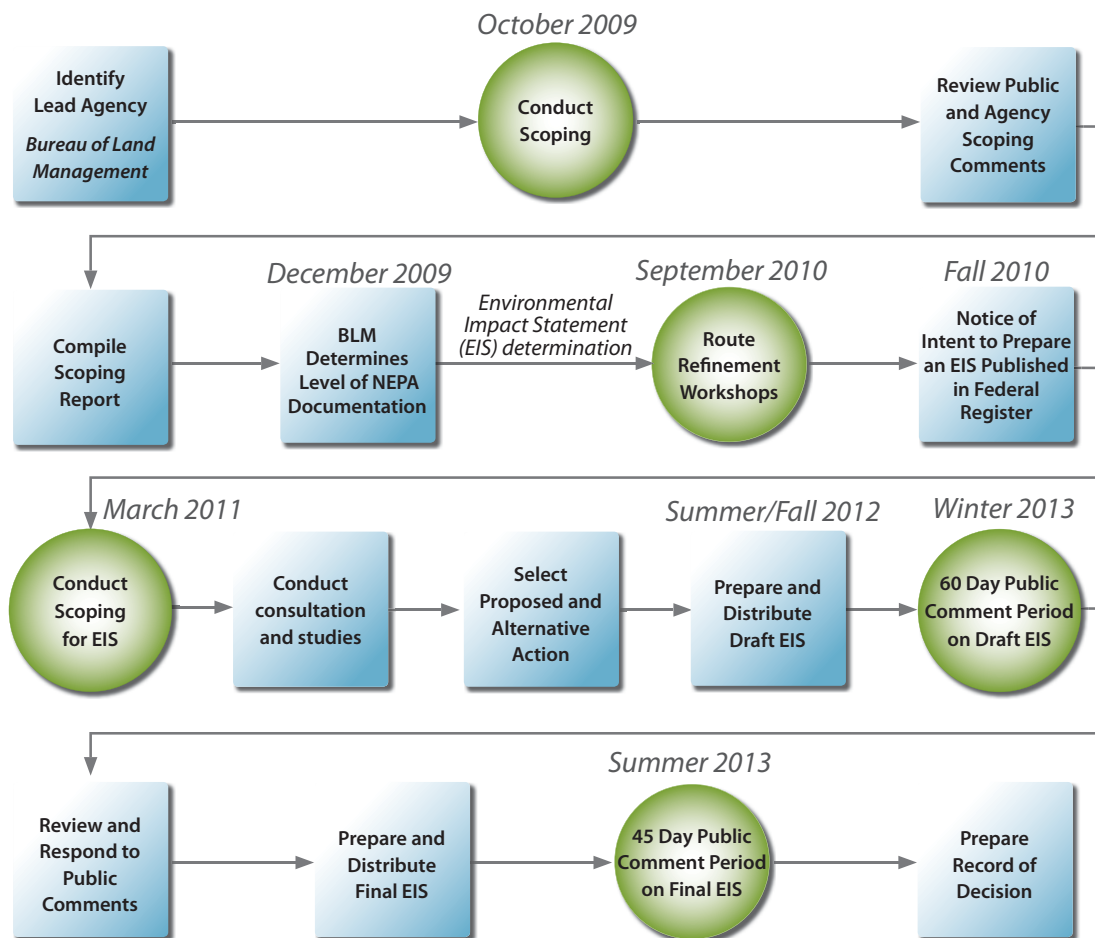 October 2009
Identify
Lead Agency
Bureau of Land
Management
Conduct
Scoping
Review Public
and Agency
Scoping
Comments
Compile
Scoping
Report
December 2009
BLM
Determines
Level of NEPA
Documentation
Environmental
Impact Statement
(EIS) determination
September 2010
Route
Refinement
Workshops
Fall 2010
Notice of
Intent to Prepare
an EIS Published
in Federal
Register
March 2011
Conduct
Scoping
for EIS
Conduct
consultation
and studies
Select
Proposed and
Alternative
Action
Summer/Fall 2012
Prepare and
Distribute
Draft EIS
Winter 2013
60 Day Public
Comment Period
on Draft EIS
Review and
Respond to
Public
Comments
Prepare and
Distribute
Final EIS
Summer 2013
45 Day Public
Comment Period
on Final EIS
Prepare
Record of
Decision